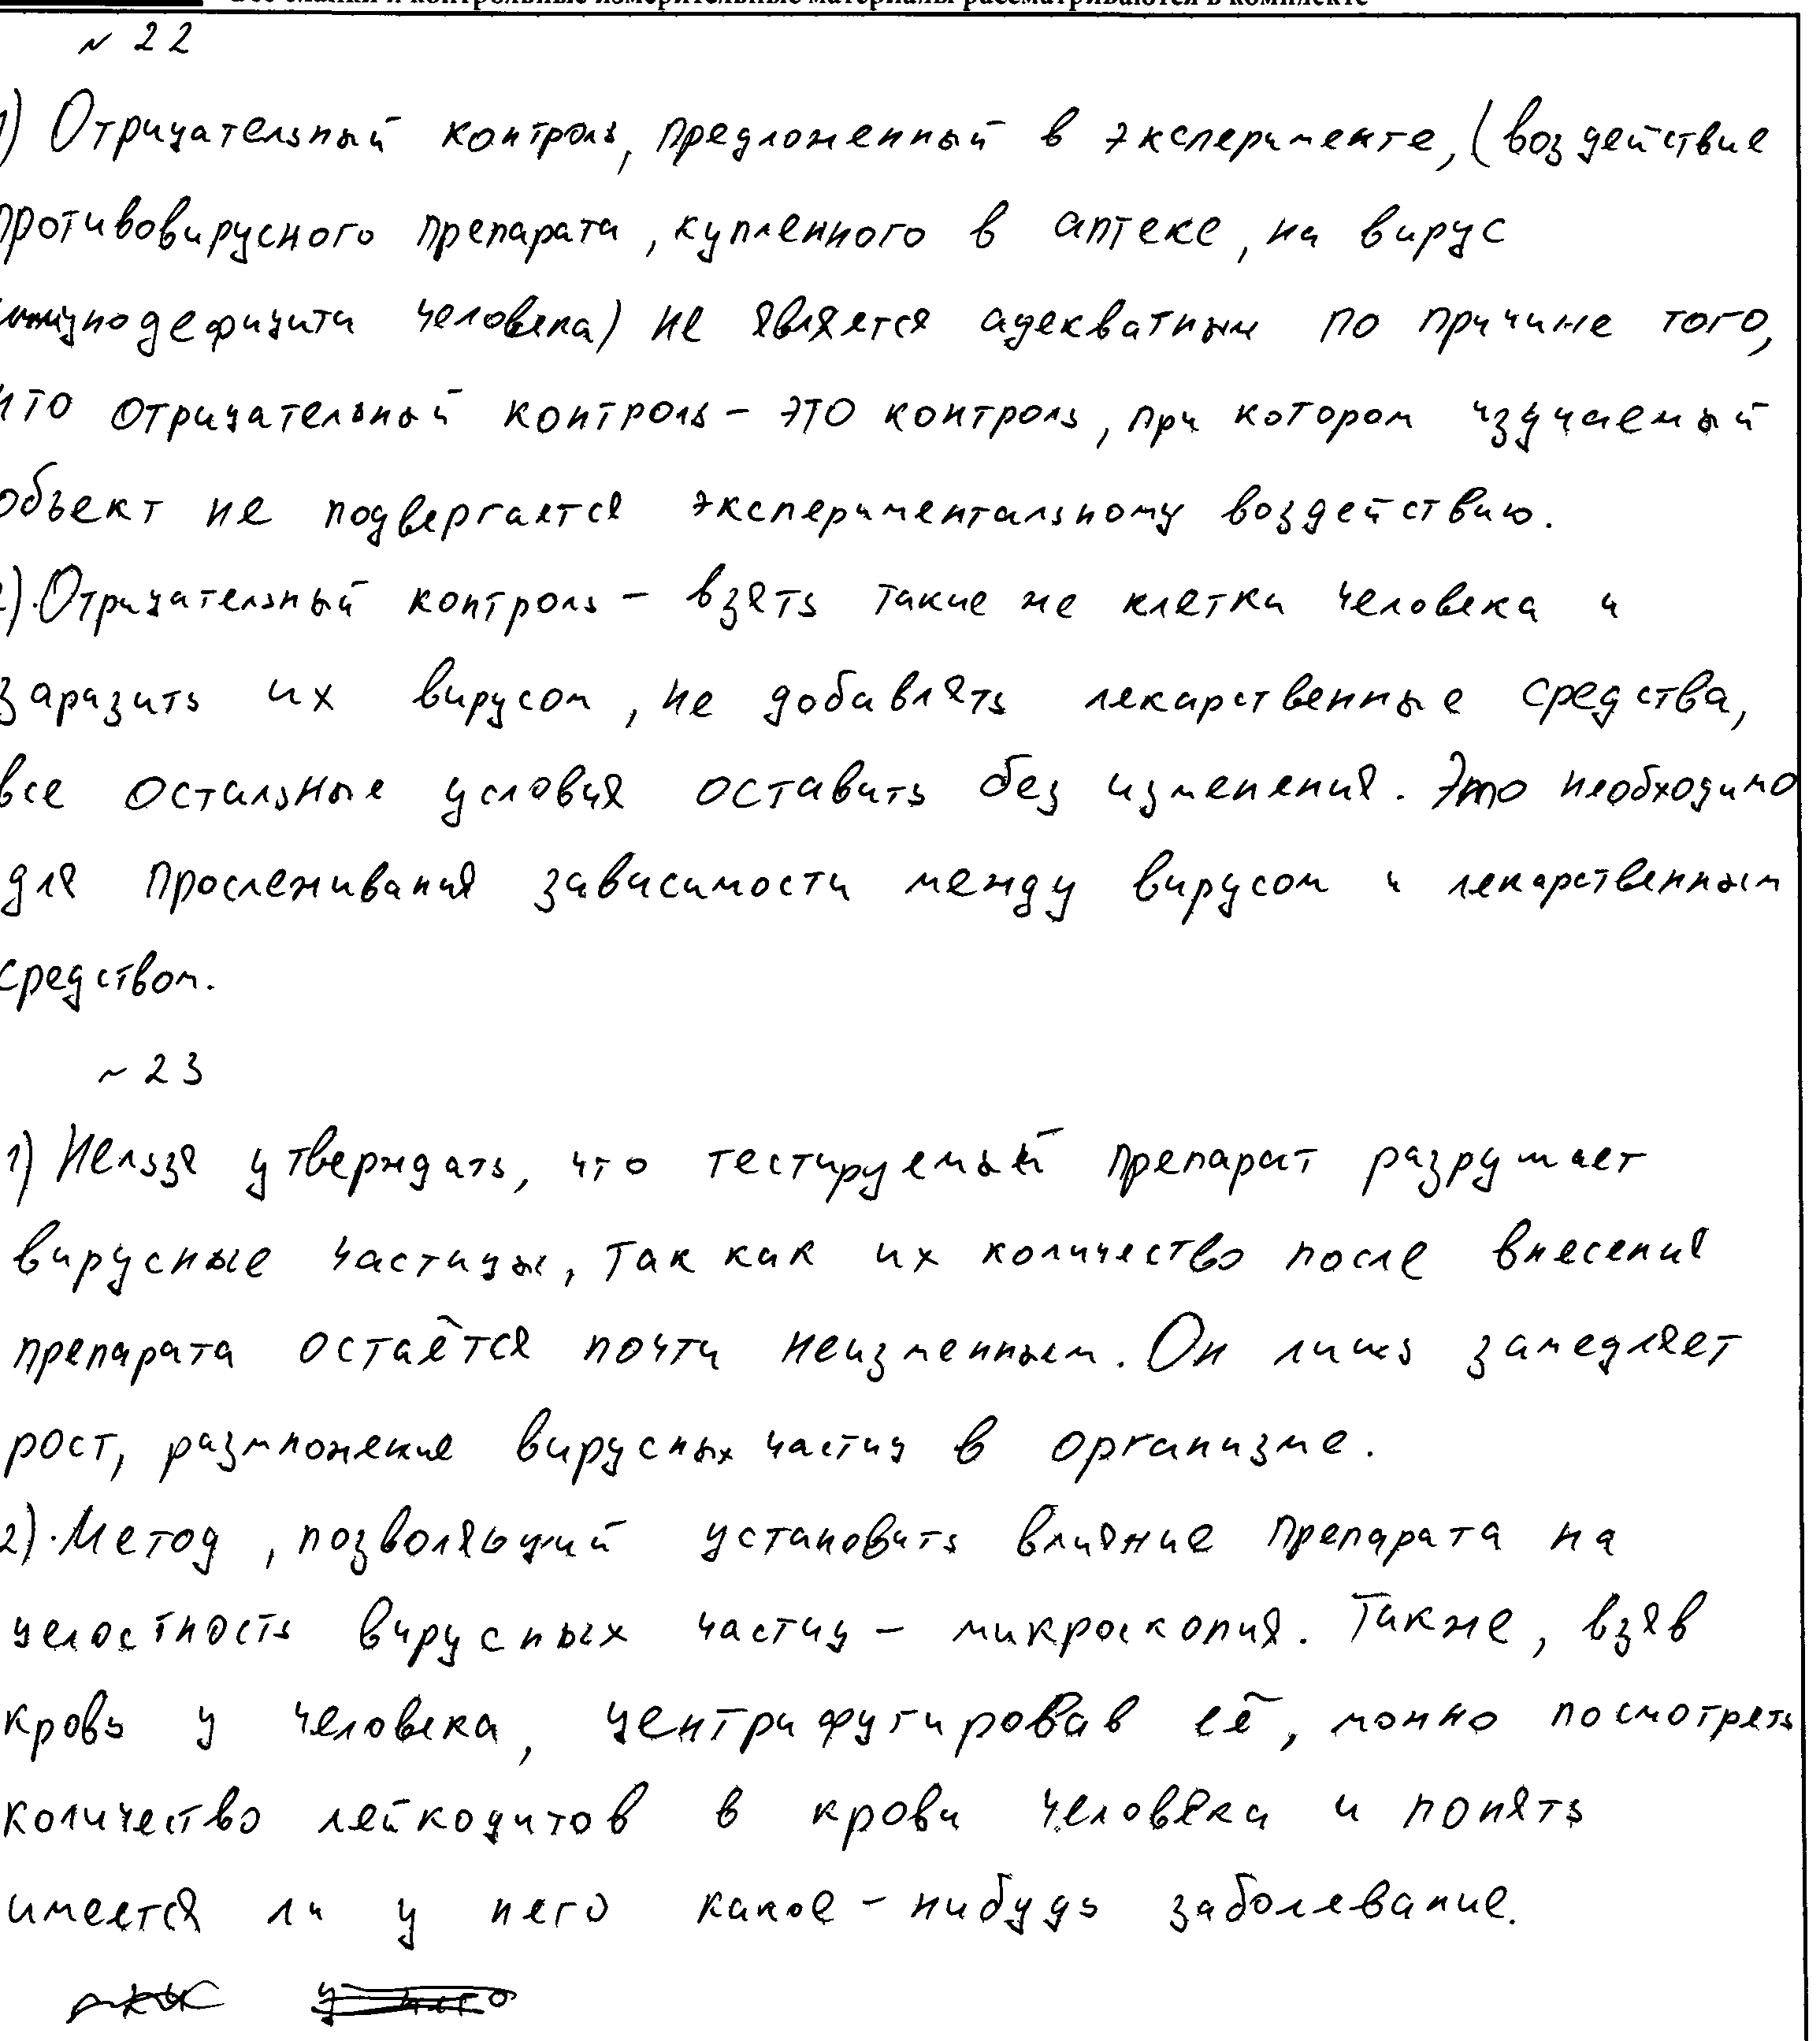 все бланки и контрольные измерительные материалы рассматриваются в комплекте
№ 22
1) Отрицательный контроль, предложенный в эксперименте, (воздействие
противовирусного препарата, купленного в аптеке, на вирус
иммунодефицита человека) не является адекватным по причине того,
что отрицательный контроль – это контроль, при котором изучаемый
объект не подвергается экспериментальному воздействию.
2) Отрицательный контроль – взять такие же клетки человека и
заразить их вирусом, не добавлять лекарственные средства,
все остальные условия оставить без изменения. Это необходимо
для прослеживания зависимости между вирусом и лекарственным
средством.
№ 23
1) Нельзя утверждать, что тестируемый препарат разрушает
вирусные частицы, так как их количество после внесения
препарата остаётся почти неизменным. Он лишь замедляет
рост, размножение вирусных частиц в организме.
2) Метод, позволяющий установить влияние препарата на
целостность вирусных частиц – микроскопия. Также, взяв
кровь у человека, центрифугировав её, можно посмотреть
количество лейкоцитов в крови человека и понять
имеется ли у него какое-нибудь заболевание.